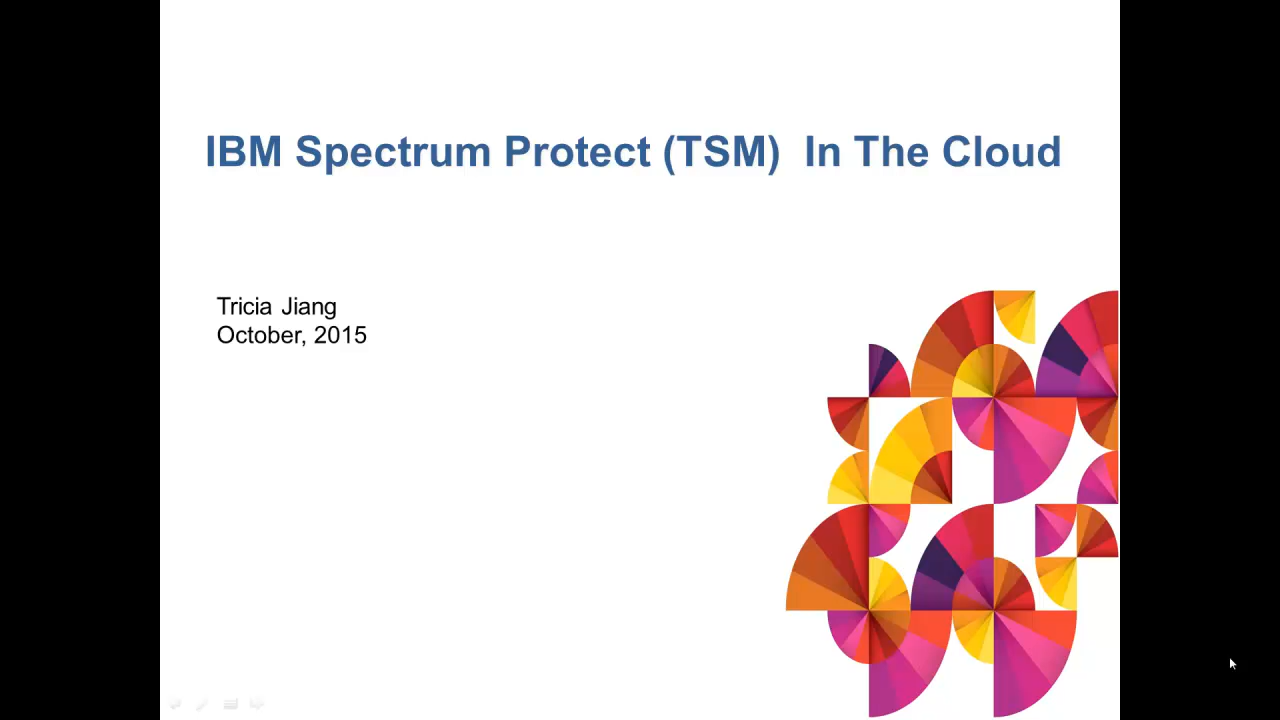 IBM Spectrum Protect (TSM)  In The Cloud
Tricia Jiang
October, 2015